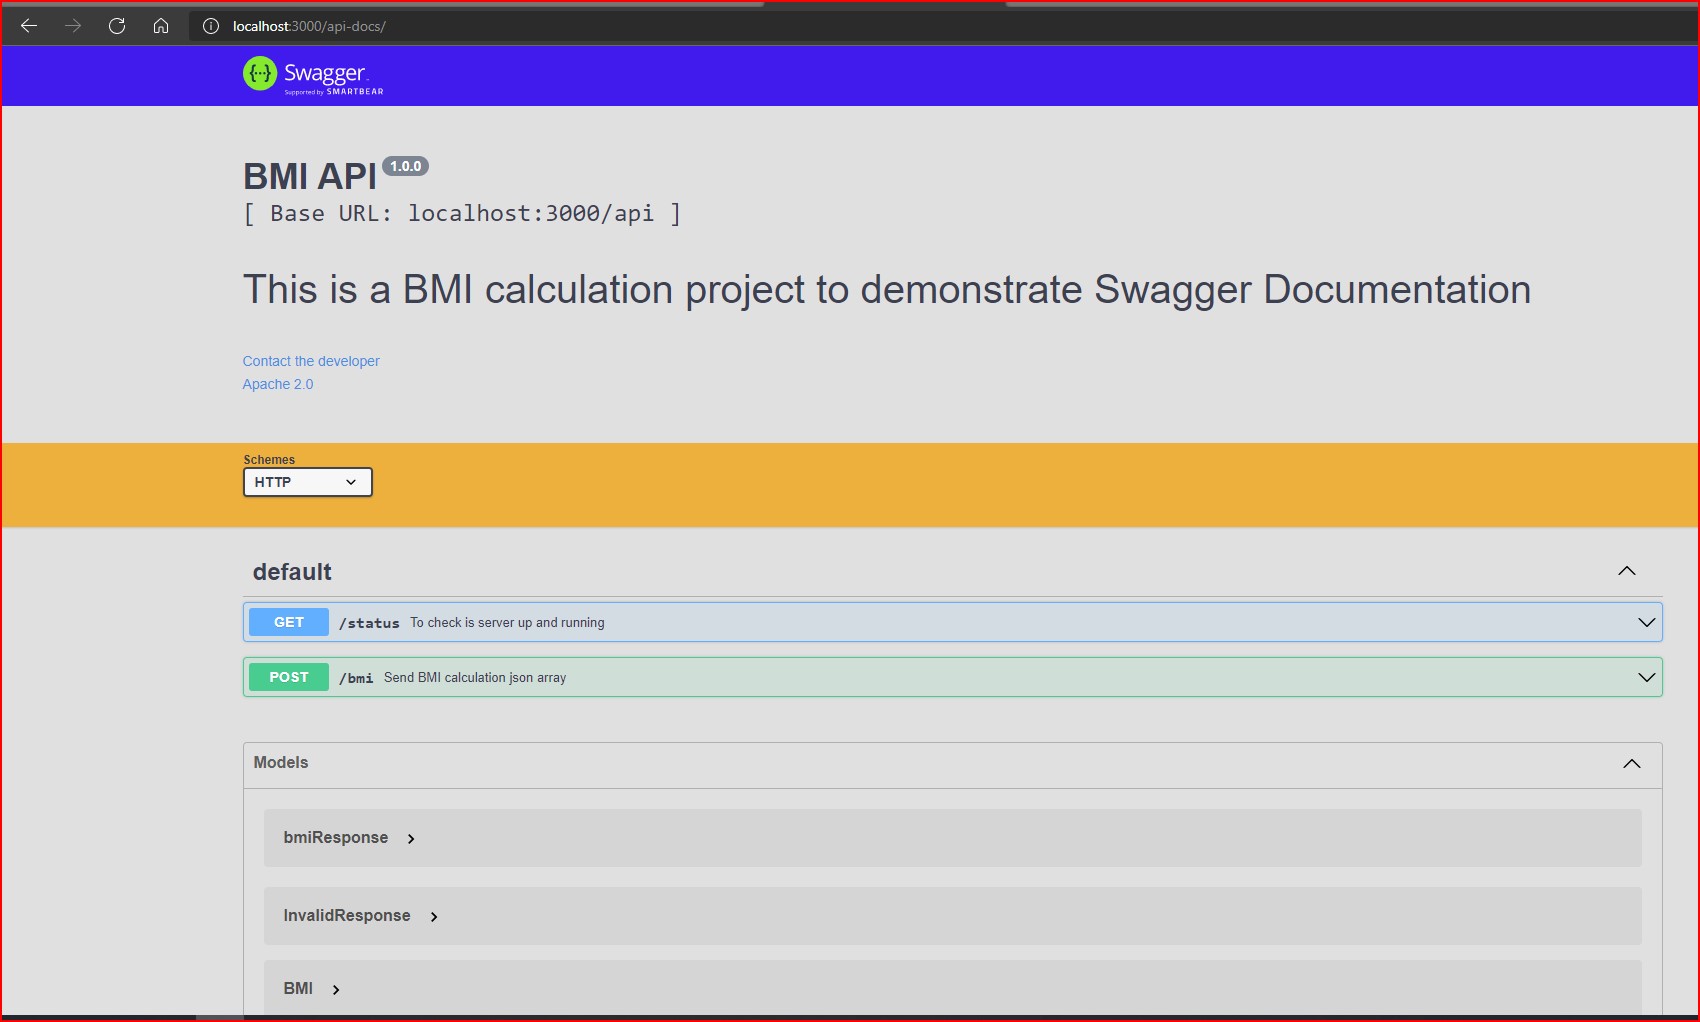 localhost:3000/api-docs/
Swagger
Supported by SMARTBEAR
BMI API 1.0.0
[ Base URL: localhost:3000/api ]
This is a BMI calculation project to demonstrate Swagger Documentation
Contact the developer
Apache 2.0
Schemes
HTTP
default
GET /status To check is server up and running
POST /bmi Send BMI calculation json array
Models
bmiResponse
InvalidResponse
BMI